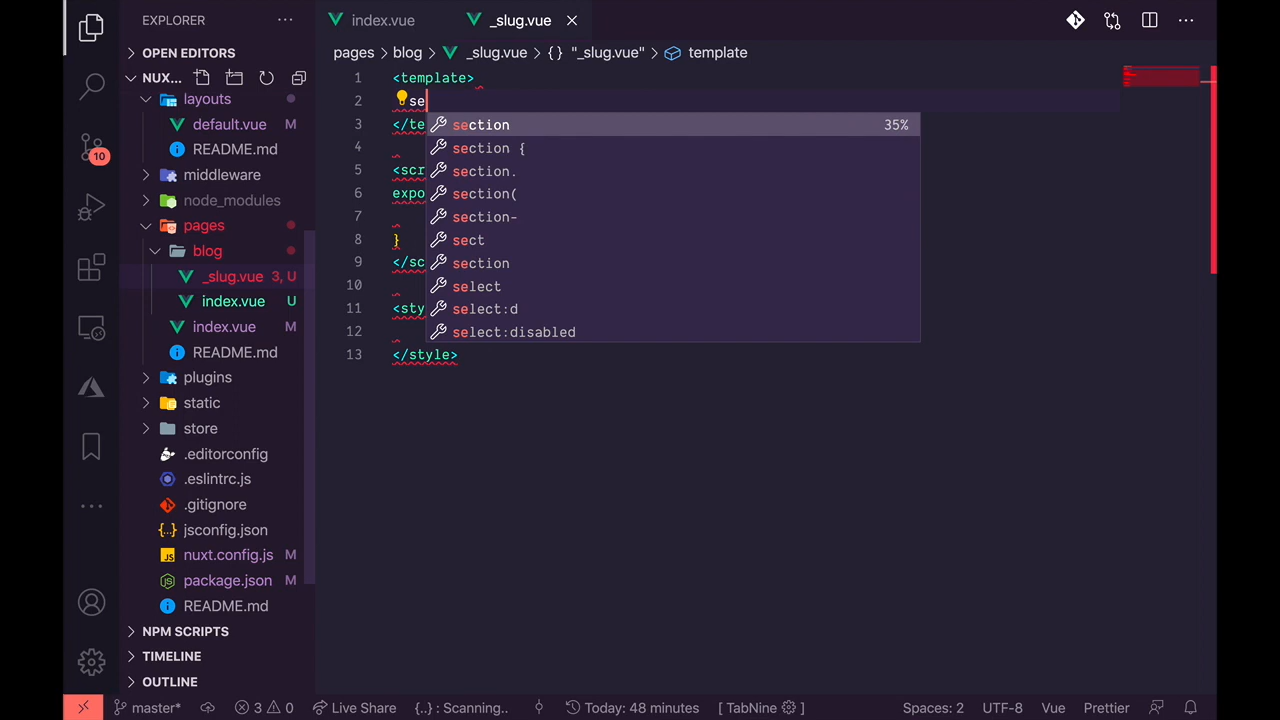 EXPLORER
index.vue
_slug.vue
OPEN EDITORS
pages
blog
_slug.vue
{} "_slug.vue"
template
NUX...
layouts
default.vue M
README.md
middleware
node_modules
pages
blog
_slug.vue 3, U
index.vue U
index.vue M
README.md
plugins
static
store
.editorconfig
.eslintrc.js
.gitignore
jsconfig.json
nuxt.config.js M
package.json M
README.md
NPM SCRIPTS
TIMELINE
OUTLINE
10
1 <template>
2 se
3 </te
4
5 <scr
6 expo
7
8 }
9 </sc
10
11 <sty
12
13 </style>
section 35%
section {
section.
section(
section-
sect
section
select
select:d
select:disabled
master* 3 0 Live Share {..} : Scanning.. Today: 48 minutes [ TabNine ] Spaces: 2 UTF-8 Vue Prettier